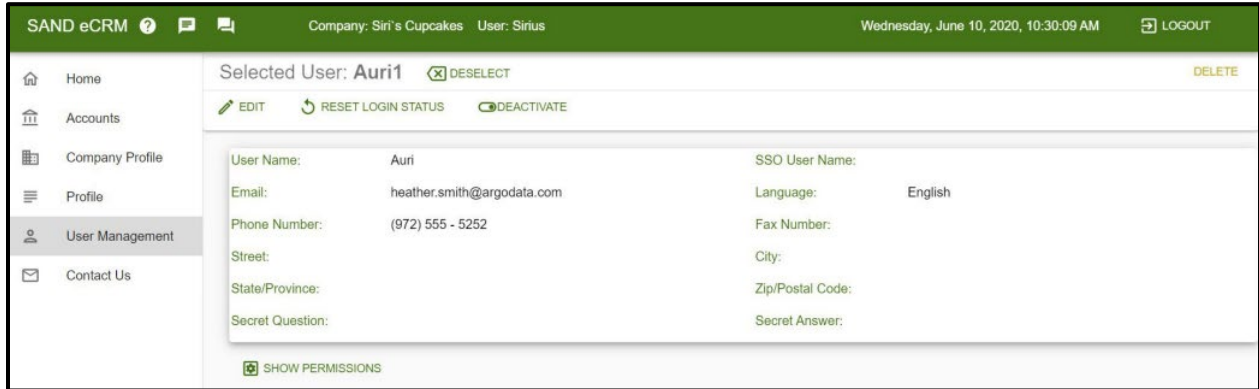 SAND eCRM Company: Siri`s Cupcakes User: Sirius Wednesday, June 10, 2020, 10:30:09 AM LOGOUT
Home
Accounts
Company Profile
Profile
User Management
Contact Us
Selected User: Auri1 DESELECT DELETE
EDIT RESET LOGIN STATUS DEACTIVATE
User Name: Auri SSO User Name:
Email: heather.smith@argodata.com Language: English
Phone Number: (972) 555 - 5252 Fax Number:
Street: City:
State/Province: Zip/Postal Code:
Secret Question: Secret Answer:
SHOW PERMISSIONS